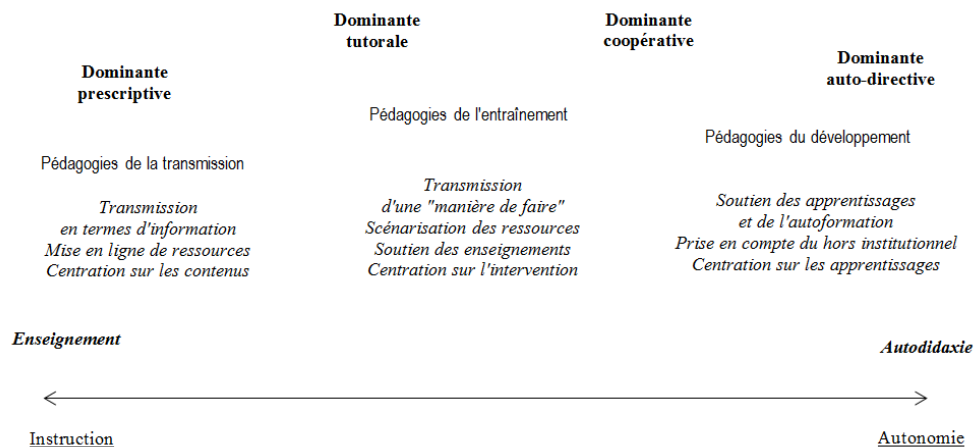 Dominante
tutorale
Dominante
coopérative
Dominante
prescriptive
Dominante
auto-directive
Pédagogies de l'entraînement
Pédagogies du développement
Pédagogies de la transmission
Transmission
en termes d'information
Mise en ligne de ressources
Centration sur les contenus
Transmission
d'une "manière de faire"
Scénarisation des ressources
Soutien des enseignements
Centration sur l'intervention
Soutien des apprentissages
et de l'autoformation
Prise en compte du hors institutionnel
Centration sur les apprentissages
Enseignement
Autodidaxie
Instruction
Autonomie